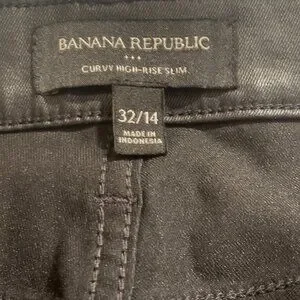 BANANA REPUBLIC
CURVY HIGH-RISE SLIM
32/14
MADE IN
INDONESIA